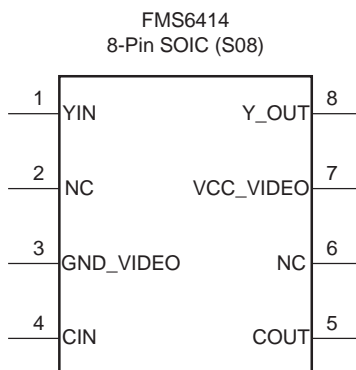 FMS6414
8-Pin SOIC (S08)
1 YIN Y_OUT 8
2 NC VCC_VIDEO 7
3 GND_VIDEO NC 6
4 CIN COUT 5